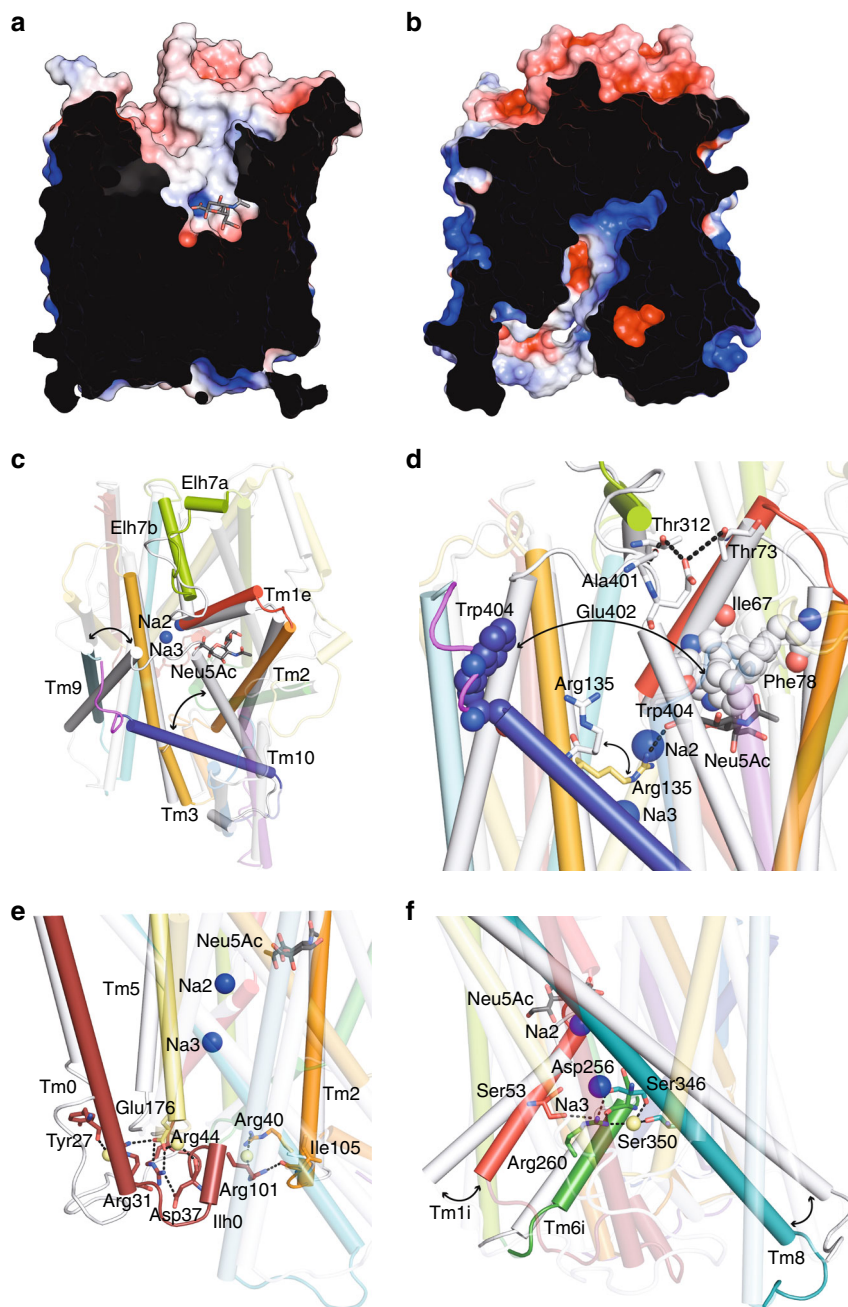 a
b
c
Elh7a
Elh7b
Tm1e
Na2
Na3
Neu5Ac
Tm2
Tm9
Tm10
Tm3
d
Thr312
Thr73
Ala401
Trp404
Glu402
Ile67
Phe78
Arg135
Trp404
Na2
Neu5Ac
Arg135
Na3
e
Neu5Ac
Tm5
Na2
Na3
Tm0
Tm2
Glu176
Arg40
Tyr27
Arg44
Ile105
Arg31
Arg101
Asp37
Ilh0
f
Neu5Ac
Na2
Asp256
Ser53
Ser346
Na3
Ser350
Arg260
Tm1i
Tm6i
Tm8